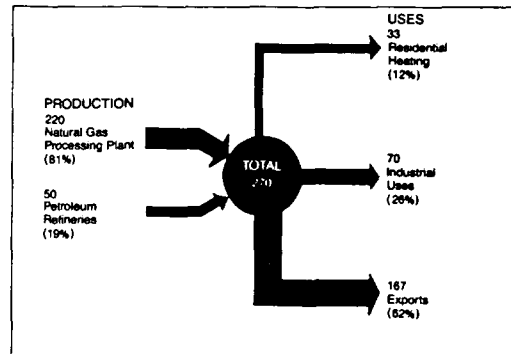 USES
33
Residential
Heating
(12%)
PRODUCTION
220
Natural Gas
Processing Plant
(81%)
TOTAL
270
70
Industrial
Uses
(26%)
50
Petroleum
Refineries
(19%)
167
Exports
(62%)